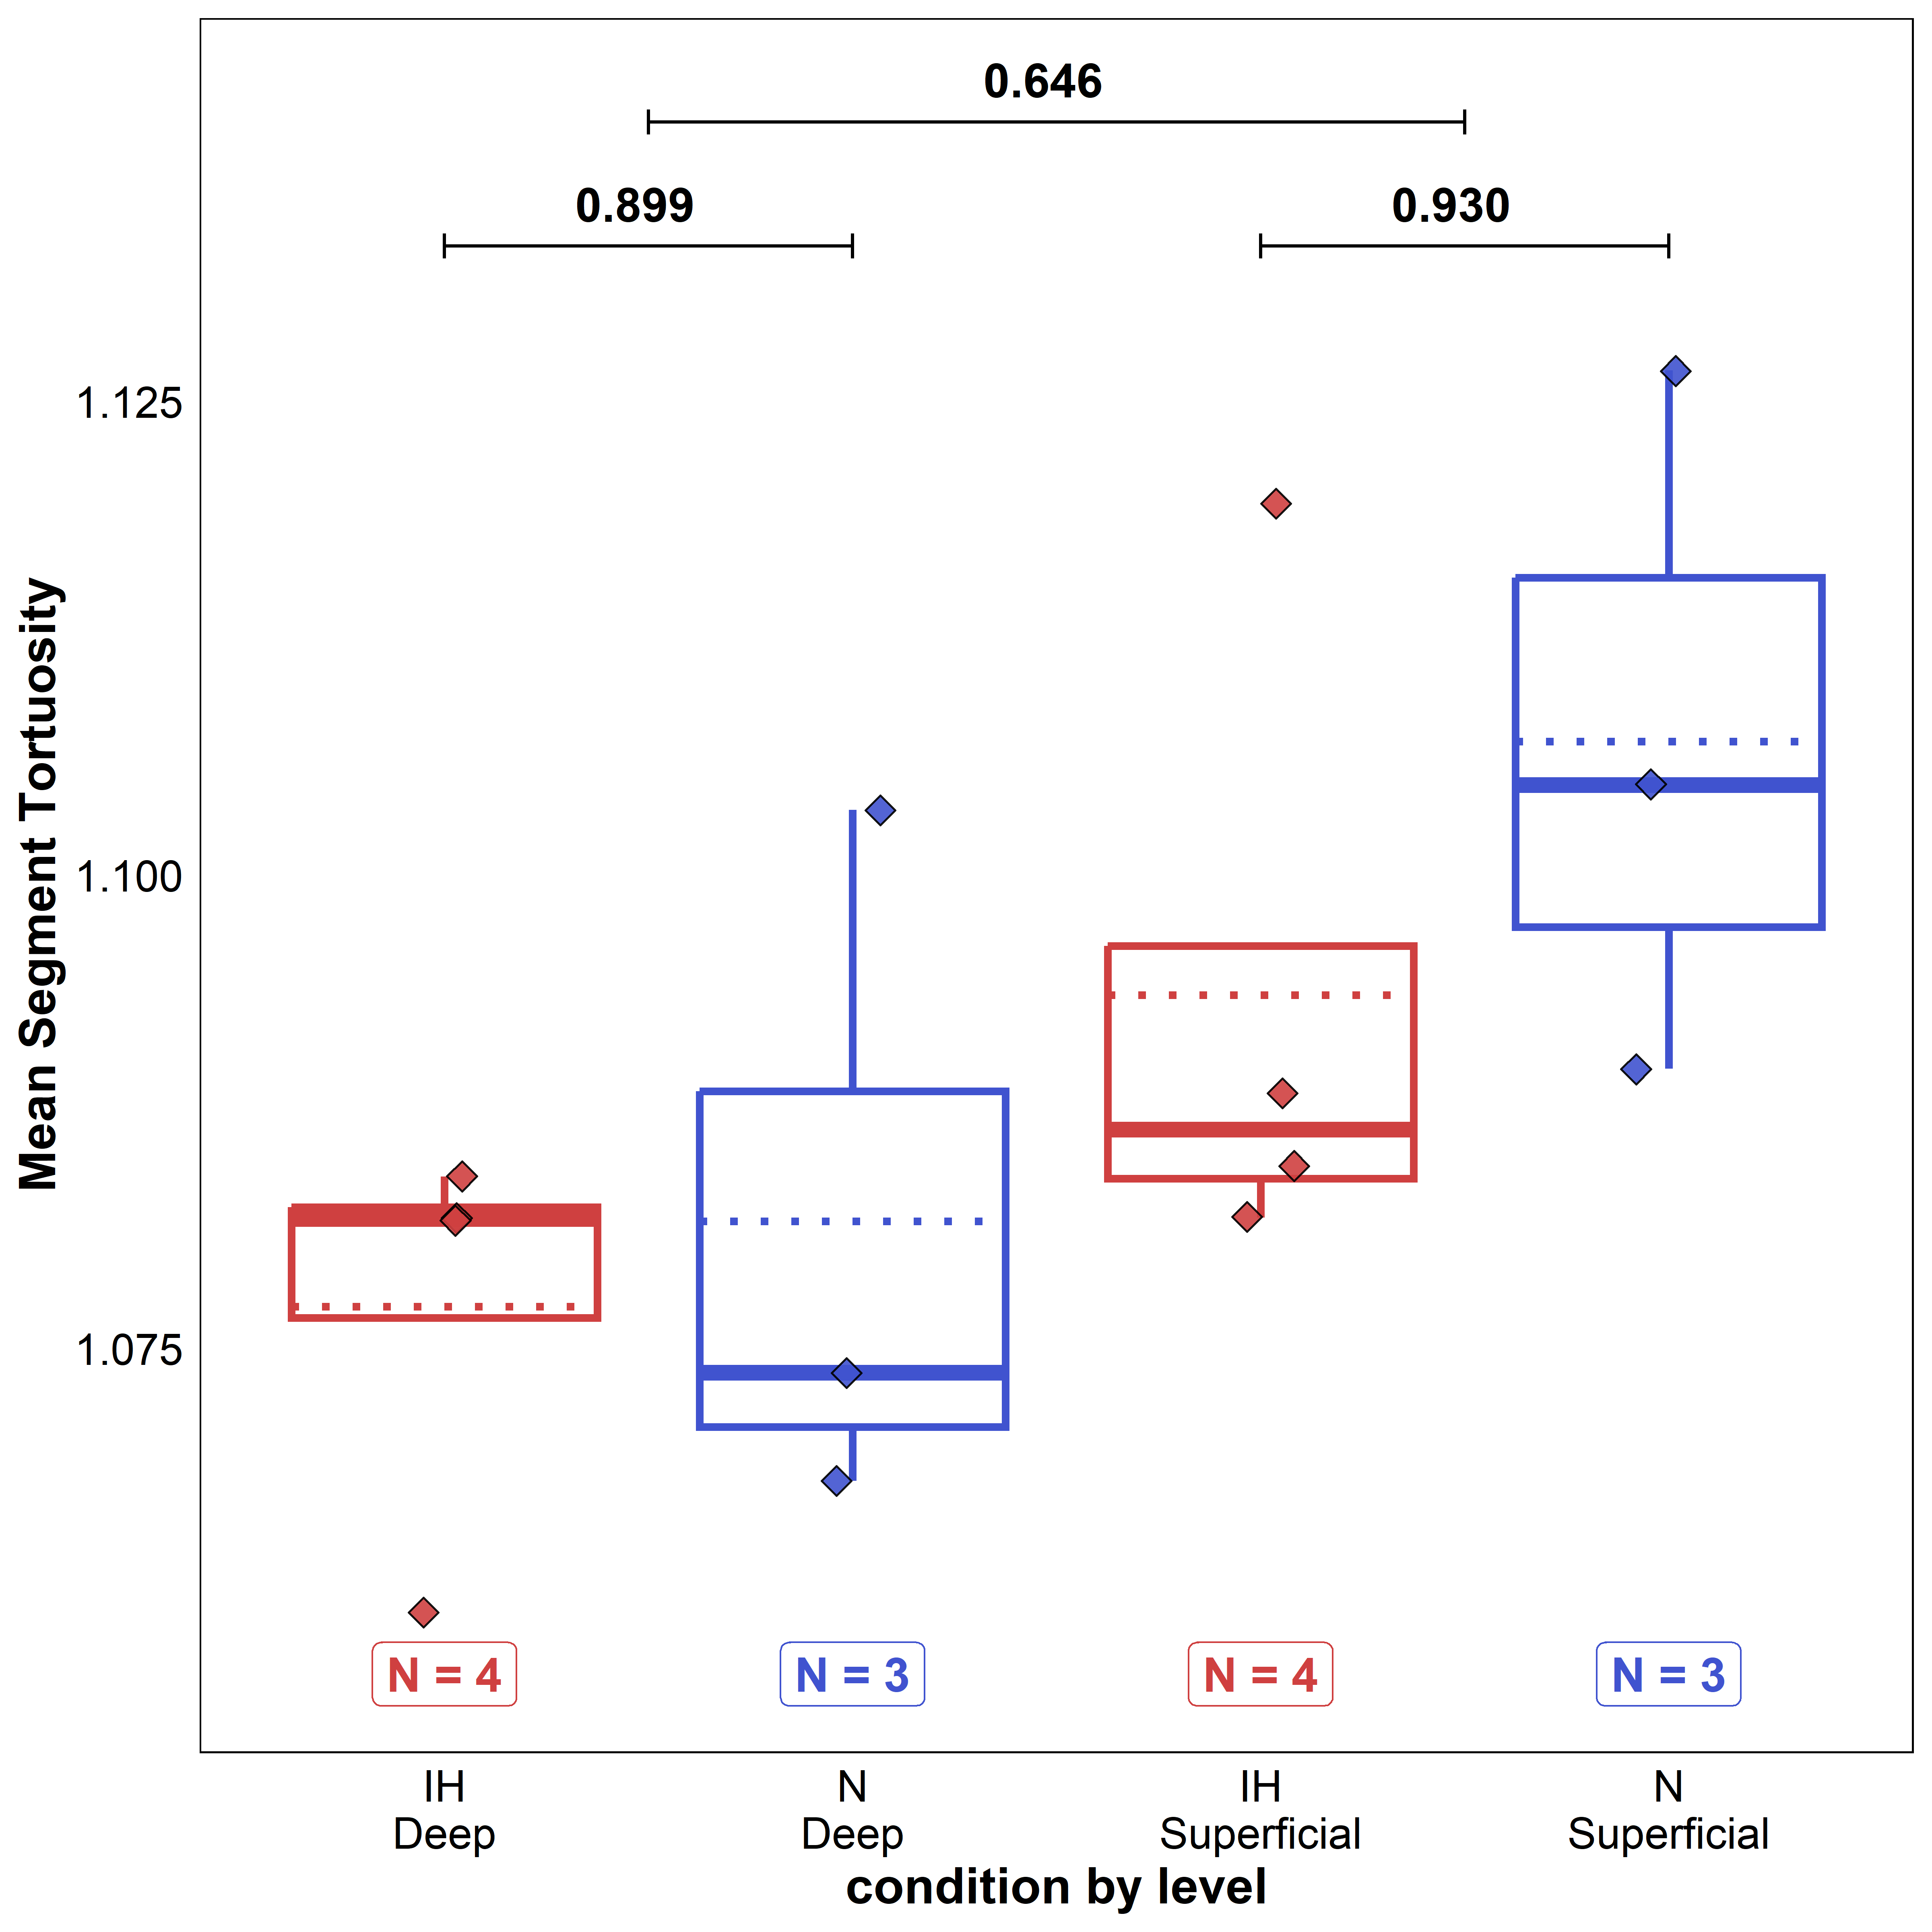 0.646
0.899
0.930
1.125
1.100
1.075
Mean Segment Tortuosity
N = 4
N = 3
N = 4
N = 3
IH
Deep
N
Deep
IH
Superficial
N
Superficial
condition by level